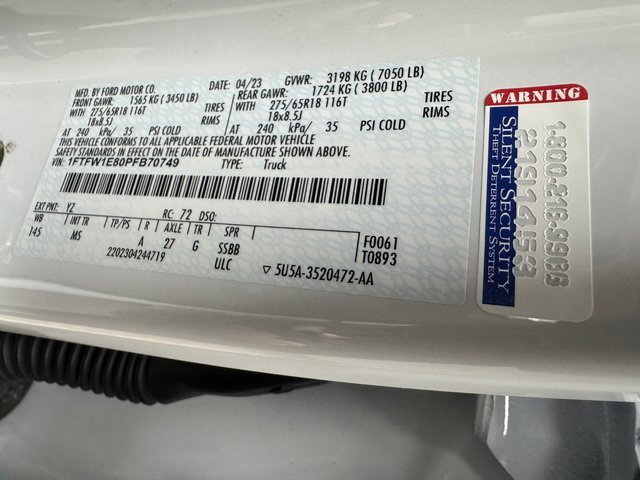 MFD. BY FORD MOTOR CO.
04/23 GVWR: 3198 KG ( 7050 LB)
FRONT GAWR: 1565 KG ( 3450 LB) REAR GAWR: 1724 KG ( 3800 LB)
WITH 275/65R18 116T TIRES WITH 275/65R18 116T TIRES
18x8.5J RIMS 18x8.5J RIMS
AT 240 kPa/ 35 PSI COLD AT 240 kPa/ 35 PSI COLD
THIS VEHICLE CONFORMS TO ALL APPLICABLE FEDERAL MOTOR VEHICLE
SAFETY STANDARDS IN EFFECT ON THE DATE OF MANUFACTURE SHOWN ABOVE.
1FTFW1E80PFB70749 TYPE: Truck
EXT PNT: YZ RC: 72 DSO:
WB INT TR TP/PS R AXLE TR SPR F0061
145 MS A 27 G SSBB T0893
2202304244719 ULC
5U5A-3520472-AA
WARNING
SILENT SECURITY
THEFT DETERRENT SYSTEM